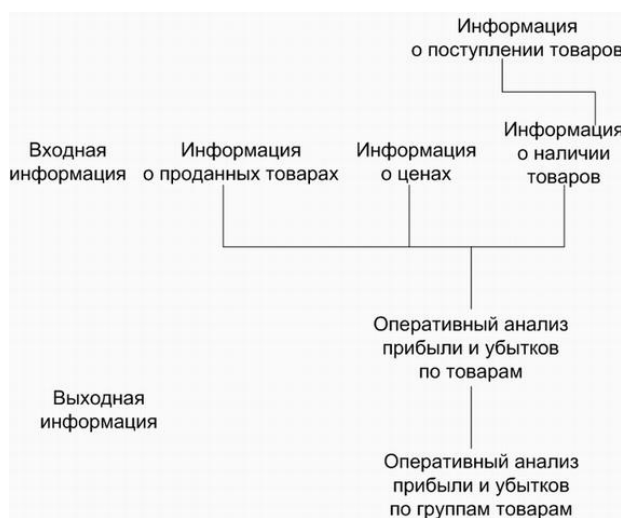 Информация
о поступлении товаров
Входная
информация
Информация
о проданных товарах
Информация
о ценах
Информация
о наличии
товаров
Оперативный анализ
прибыли и убытков
по товарам
Выходная
информация
Оперативный анализ
прибыли и убытков
по группам товарам